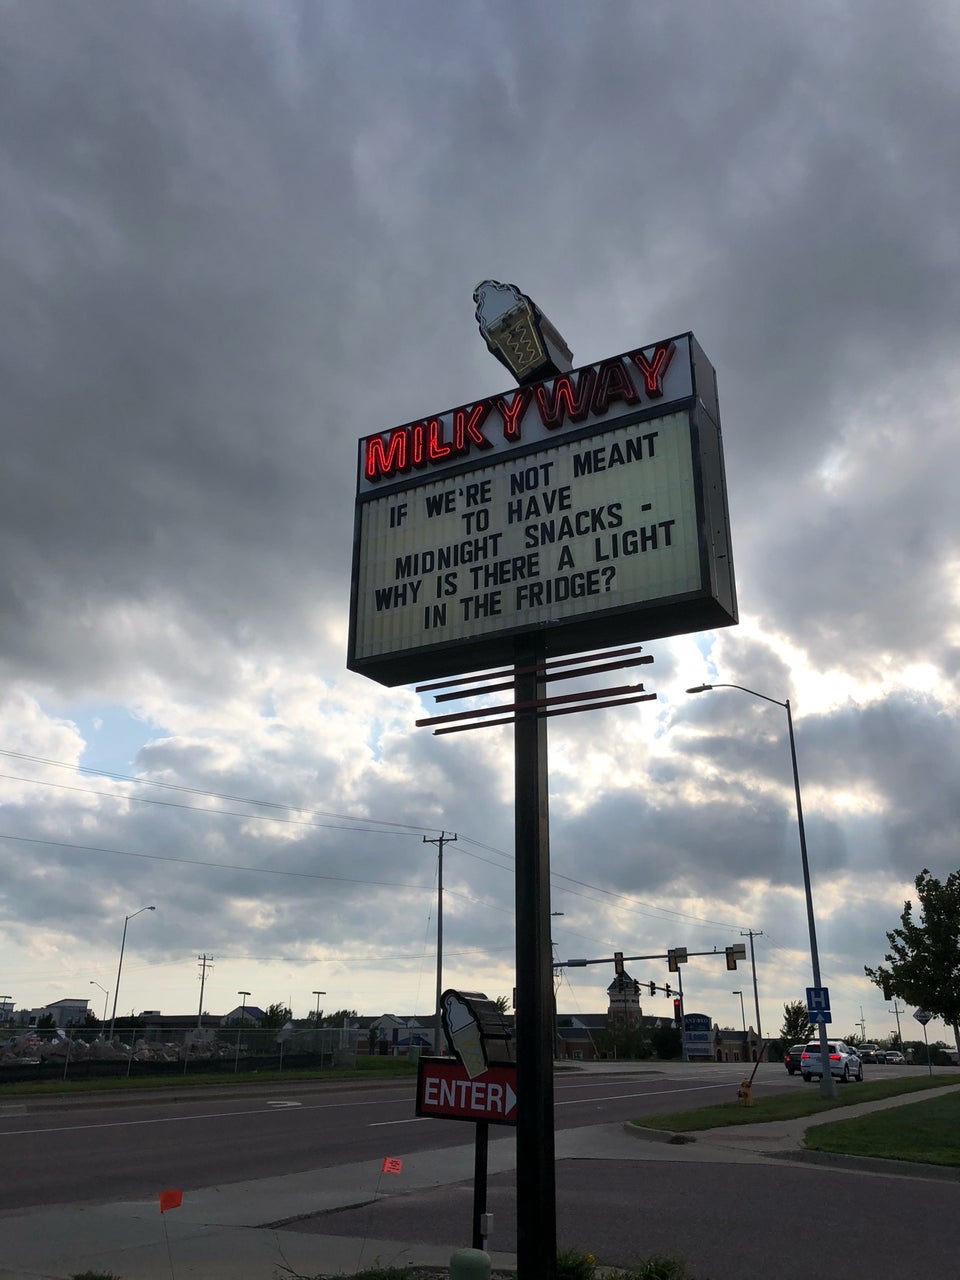 MILKYWAY
IF WE'RE NOT MEANT
TO HAVE
MIDNIGHT SNACKS -
WHY IS THERE A LIGHT
IN THE FRIDGE?
H
ENTER